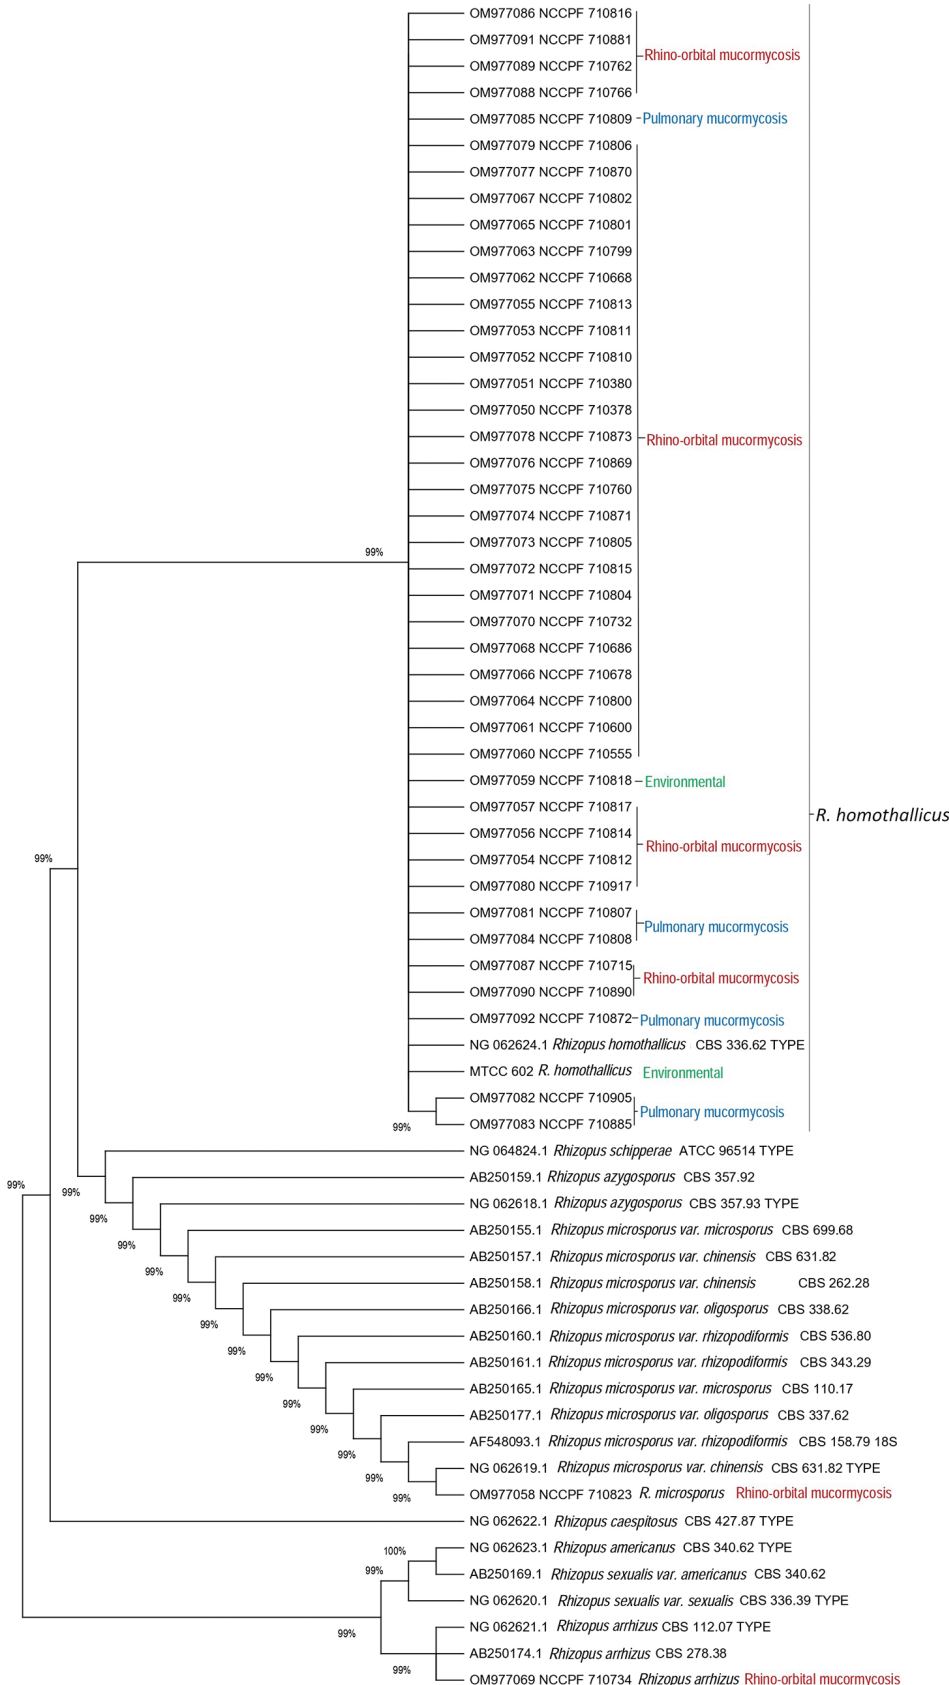 OM977086 NCCPF 710816
OM977091 NCCPF 710881
Rhino-orbital mucormycosis
OM977089 NCCPF 710762
OM977088 NCCPF 710766
OM977085 NCCPF 710809 Pulmonary mucormycosis
OM977079 NCCPF 710806
OM977077 NCCPF 710870
OM977067 NCCPF 710802
OM977065 NCCPF 710801
OM977063 NCCPF 710799
OM977062 NCCPF 710668
OM977055 NCCPF 710813
OM977053 NCCPF 710811
OM977052 NCCPF 710810
OM977051 NCCPF 710380
OM977050 NCCPF 710378
OM977078 NCCPF 710873 Rhino-orbital mucormycosis
OM977076 NCCPF 710869
OM977075 NCCPF 710760
OM977074 NCCPF 710871
OM977073 NCCPF 710805
99%
OM977072 NCCPF 710815
OM977071 NCCPF 710804
OM977070 NCCPF 710732
OM977068 NCCPF 710686
OM977066 NCCPF 710678
OM977064 NCCPF 710800
OM977061 NCCPF 710600
OM977060 NCCPF 710555
OM977059 NCCPF 710818 Environmental
OM977057 NCCPF 710817
R. homothallicus
OM977056 NCCPF 710814
Rhino-orbital mucormycosis
OM977054 NCCPF 710812
99%
OM977080 NCCPF 710917
OM977081 NCCPF 710807
Pulmonary mucormycosis
OM977084 NCCPF 710808
OM977087 NCCPF 710715
Rhino-orbital mucormycosis
OM977090 NCCPF 710890
OM977092 NCCPF 710872 Pulmonary mucormycosis
NG 062624.1 Rhizopus homothallicus CBS 336.62 TYPE
MTCC 602 R. homothallicus Environmental
OM977082 NCCPF 710905
Pulmonary mucormycosis
OM977083 NCCPF 710885
99%
NG 064824.1 Rhizopus schipperae ATCC 96514 TYPE
AB250159.1 Rhizopus azygosporus CBS 357.92
99%
99%
NG 062618.1 Rhizopus azygosporus CBS 357.93 TYPE
99%
AB250155.1 Rhizopus microsporus var. microsporus CBS 699.68
99%
AB250157.1 Rhizopus microsporus var. chinensis CBS 631.82
99%
AB250158.1 Rhizopus microsporus var. chinensis CBS 262.28
99%
AB250166.1 Rhizopus microsporus var. oligosporus CBS 338.62
99%
AB250160.1 Rhizopus microsporus var. rhizopodiformis CBS 536.80
99%
AB250161.1 Rhizopus microsporus var. rhizopodiformis CBS 343.29
99%
AB250165.1 Rhizopus microsporus var. microsporus CBS 110.17
99%
AB250177.1 Rhizopus microsporus var. oligosporus CBS 337.62
99%
AF548093.1 Rhizopus microsporus var. rhizopodiformis CBS 158.79 18S
99%
NG 062619.1 Rhizopus microsporus var. chinensis CBS 631.82 TYPE
99%
OM977058 NCCPF 710823 R. microsporus Rhino-orbital mucormycosis
99%
NG 062622.1 Rhizopus caespitosus CBS 427.87 TYPE
NG 062623.1 Rhizopus americanus CBS 340.62 TYPE
100%
AB250169.1 Rhizopus sexualis var. americanus CBS 340.62
99%
NG 062620.1 Rhizopus sexualis var. sexualis CBS 336.39 TYPE
NG 062621.1 Rhizopus arrhizus CBS 112.07 TYPE
99%
AB250174.1 Rhizopus arrhizus CBS 278.38
99%
OM977069 NCCPF 710734 Rhizopus arrhizus Rhino-orbital mucormycosis